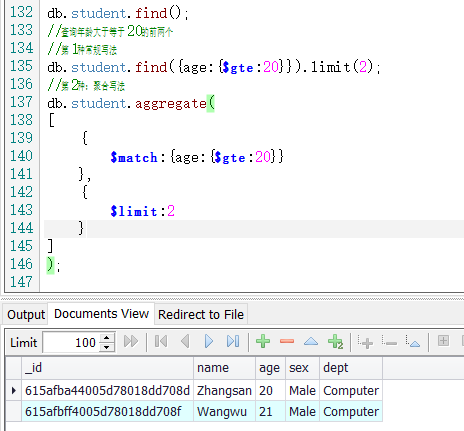 132 db.student.find();
133 //查询年龄大于等于20的前两个
134 //第1种常规写法
135 db.student.find({age:{$gte:20}}).limit(2);
136 //第2种：聚合写法
137 db.student.aggregate(
138 [
139 {
140 $match:{age:{$gte:20}}
141 },
142 {
143 $limit:2
144 }
145 ]
146 );
147
Output Documents View Redirect to File
Limit 100
_id name age sex dept
615afba44005d78018dd708d Zhangsan 20 Male Computer
615afbff4005d78018dd708f Wangwu 21 Male Computer